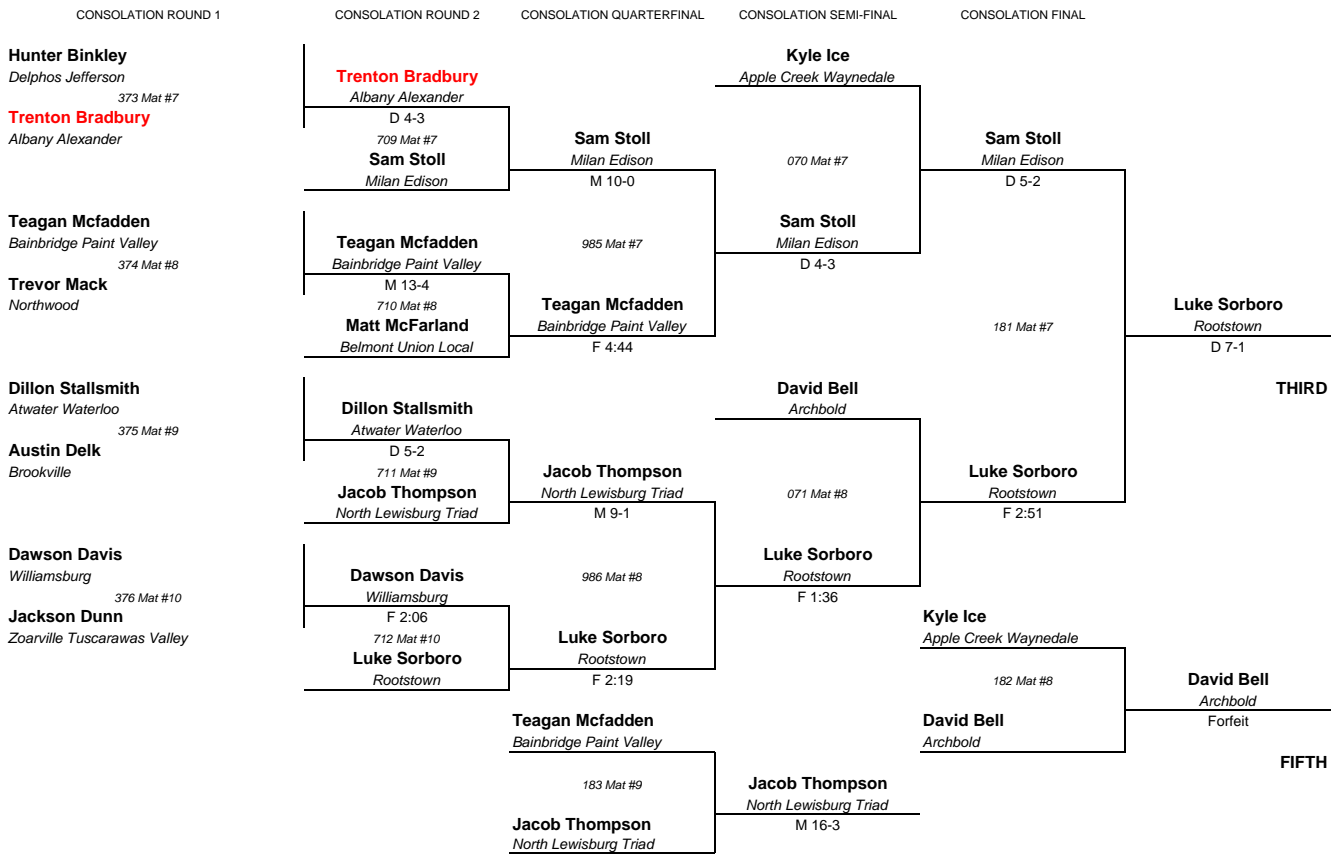 CONSOLATION ROUND 1
CONSOLATION ROUND 2
CONSOLATION QUARTERFINAL
CONSOLATION SEMI-FINAL
CONSOLATION FINAL
Hunter Binkley
Delphos Jefferson
373 Mat #7
Trenton Bradbury
Albany Alexander
Teagan Mcfadden
Bainbridge Paint Valley
374 Mat #8
Trevor Mack
Northwood
Dillon Stallsmith
Atwater Waterloo
375 Mat #9
Austin Delk
Brookville
Dawson Davis
Williamsburg
376 Mat #10
Jackson Dunn
Zoarville Tuscarawas Valley
Trenton Bradbury
Albany Alexander
D 4-3
709 Mat #7
Sam Stoll
Milan Edison
Teagan Mcfadden
Bainbridge Paint Valley
M 13-4
710 Mat #8
Matt McFarland
Belmont Union Local
Dillon Stallsmith
Atwater Waterloo
D 5-2
711 Mat #9
Jacob Thompson
North Lewisburg Triad
Dawson Davis
Williamsburg
F 2:06
712 Mat #10
Luke Sorboro
Rootstown
Sam Stoll
Milan Edison
M 10-0
985 Mat #7
Teagan Mcfadden
Bainbridge Paint Valley
F 4:44
Jacob Thompson
North Lewisburg Triad
M 9-1
986 Mat #8
Luke Sorboro
Rootstown
F 2:19
Teagan Mcfadden
Bainbridge Paint Valley
183 Mat #9
Jacob Thompson
North Lewisburg Triad
Kyle Ice
Apple Creek Waynedale
070 Mat #7
Sam Stoll
Milan Edison
D 4-3
David Bell
Archbold
071 Mat #8
Luke Sorboro
Rootstown
F 1:36
Jacob Thompson
North Lewisburg Triad
M 16-3
Sam Stoll
Milan Edison
D 5-2
181 Mat #7
Luke Sorboro
Rootstown
F 2:51
Kyle Ice
Apple Creek Waynedale
182 Mat #8
David Bell
Archbold
Luke Sorboro
Rootstown
D 7-1
THIRD
David Bell
Archbold
Forfeit
FIFTH